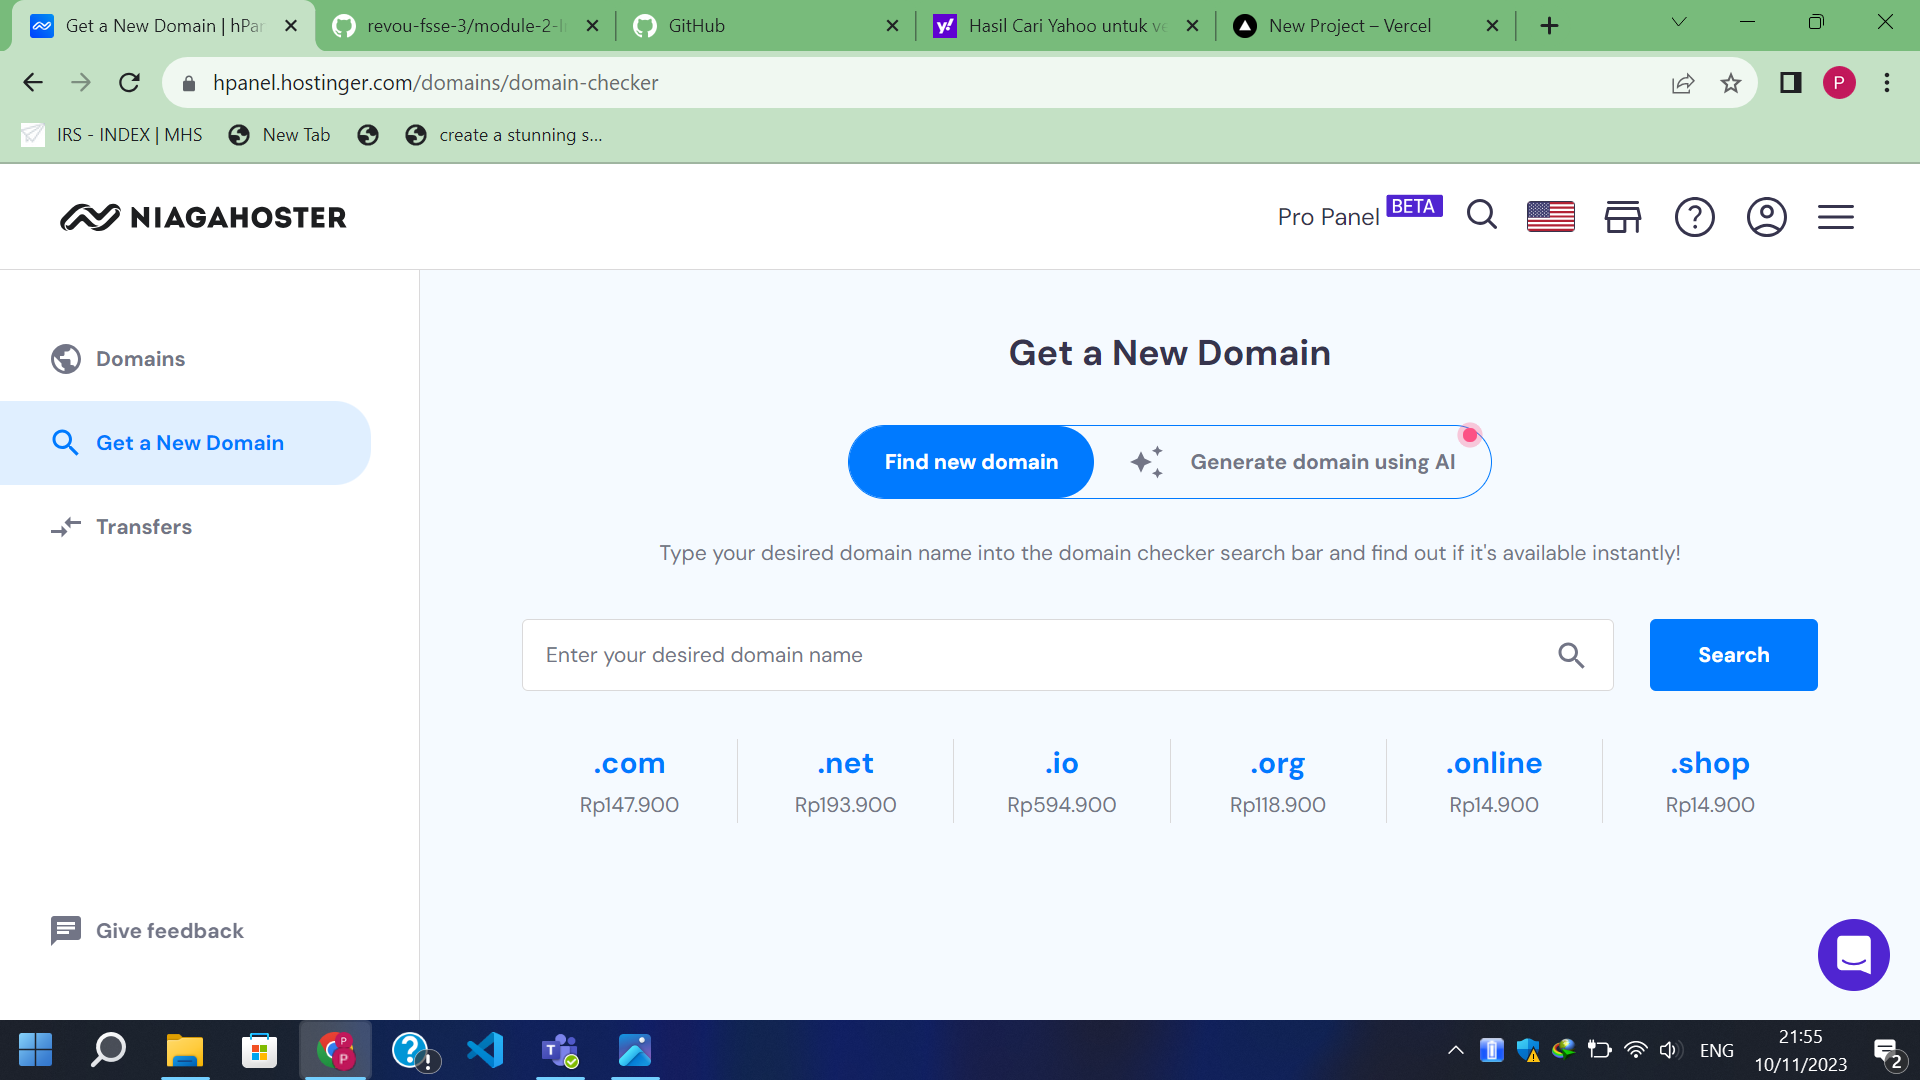 Get a New Domain | hPan
revou-fsse-3/module-2-
GitHub
Hasil Cari Yahoo untuk ve
New Project – Vercel
hpanel.hostinger.com/domains/domain-checker
P
IRS - INDEX | MHS
New Tab
create a stunning s...
NIAGAHOSTER
Pro Panel BETA
Domains
Get a New Domain
Transfers
Give feedback
Get a New Domain
Find new domain
Generate domain using AI
Type your desired domain name into the domain checker search bar and find out if it's available instantly!
Enter your desired domain name
Search
.com
Rp147.900
.net
Rp193.900
.io
Rp594.900
.org
Rp118.900
.online
Rp14.900
.shop
Rp14.900
ENG
21:55
10/11/2023
2